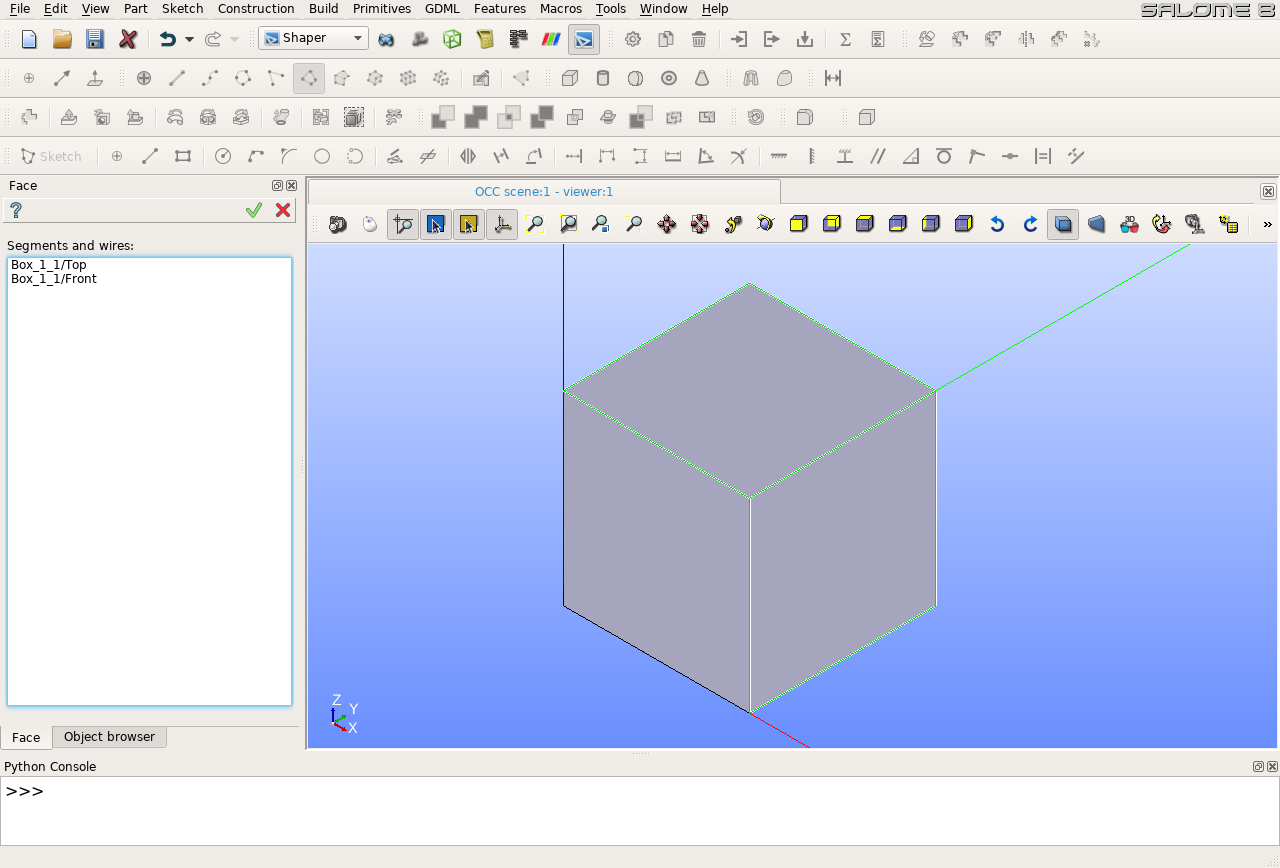 File Edit View Part Sketch Construction Build Primitives GDML Features Macros Tools Window Help
SALOME 8
Shaper
Sketch
Face
OCC scene:1 - viewer:1
?
3D
»
Segments and wires:
Box_1_1/Top
Box_1_1/Front
Z
Y
X
Face Object browser
Python Console
>>>